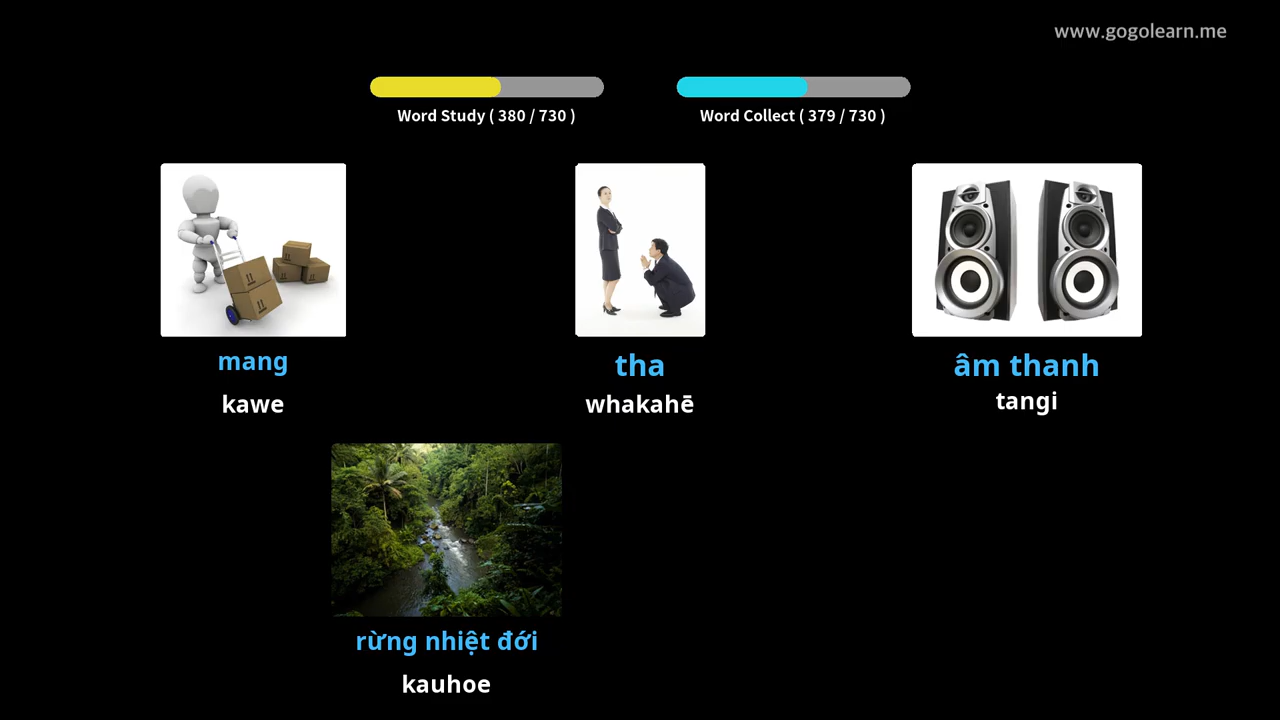 www.gogolearn.me
Word Study ( 380 / 730 )
Word Collect ( 379 / 730 )
mang
kawe
tha
whakahē
âm thanh
tangi
rừng nhiệt đới
kauhoe